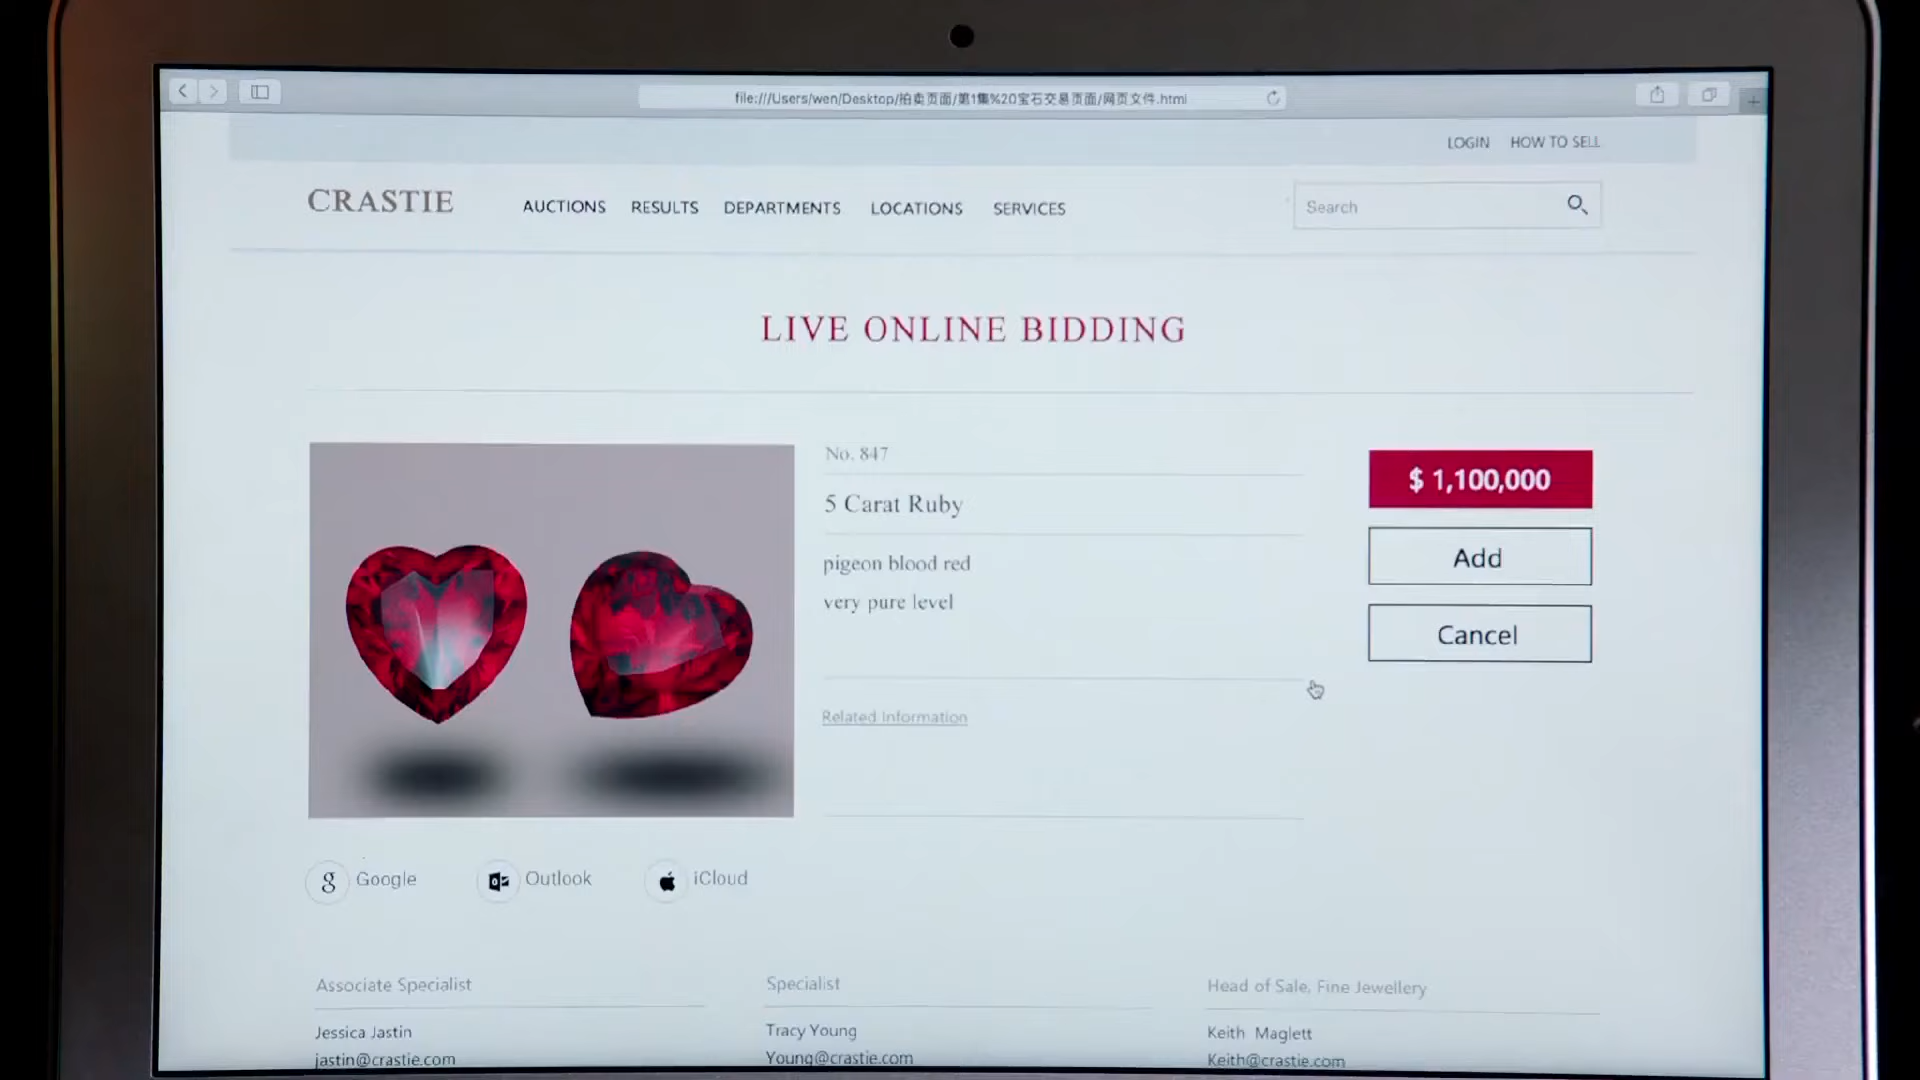 file:///Users/wen/Desktop/拍卖页面/第1集%20宝石交易页面/网页文件.html
LOGIN HOW TO SELL
CRASTIE AUCTIONS RESULTS DEPARTMENTS LOCATIONS SERVICES Search
LIVE ONLINE BIDDING
No. 847
5 Carat Ruby
pigeon blood red
very pure level
Related Information
$ 1,100,000
Add
Cancel
Google Outlook iCloud
Associate Specialist
Jessica Jastin
jastin@crastie.com
Specialist
Tracy Young
Young@crastie.com
Head of Sale, Fine Jewellery
Keith Maglett
Keith@crastie.com